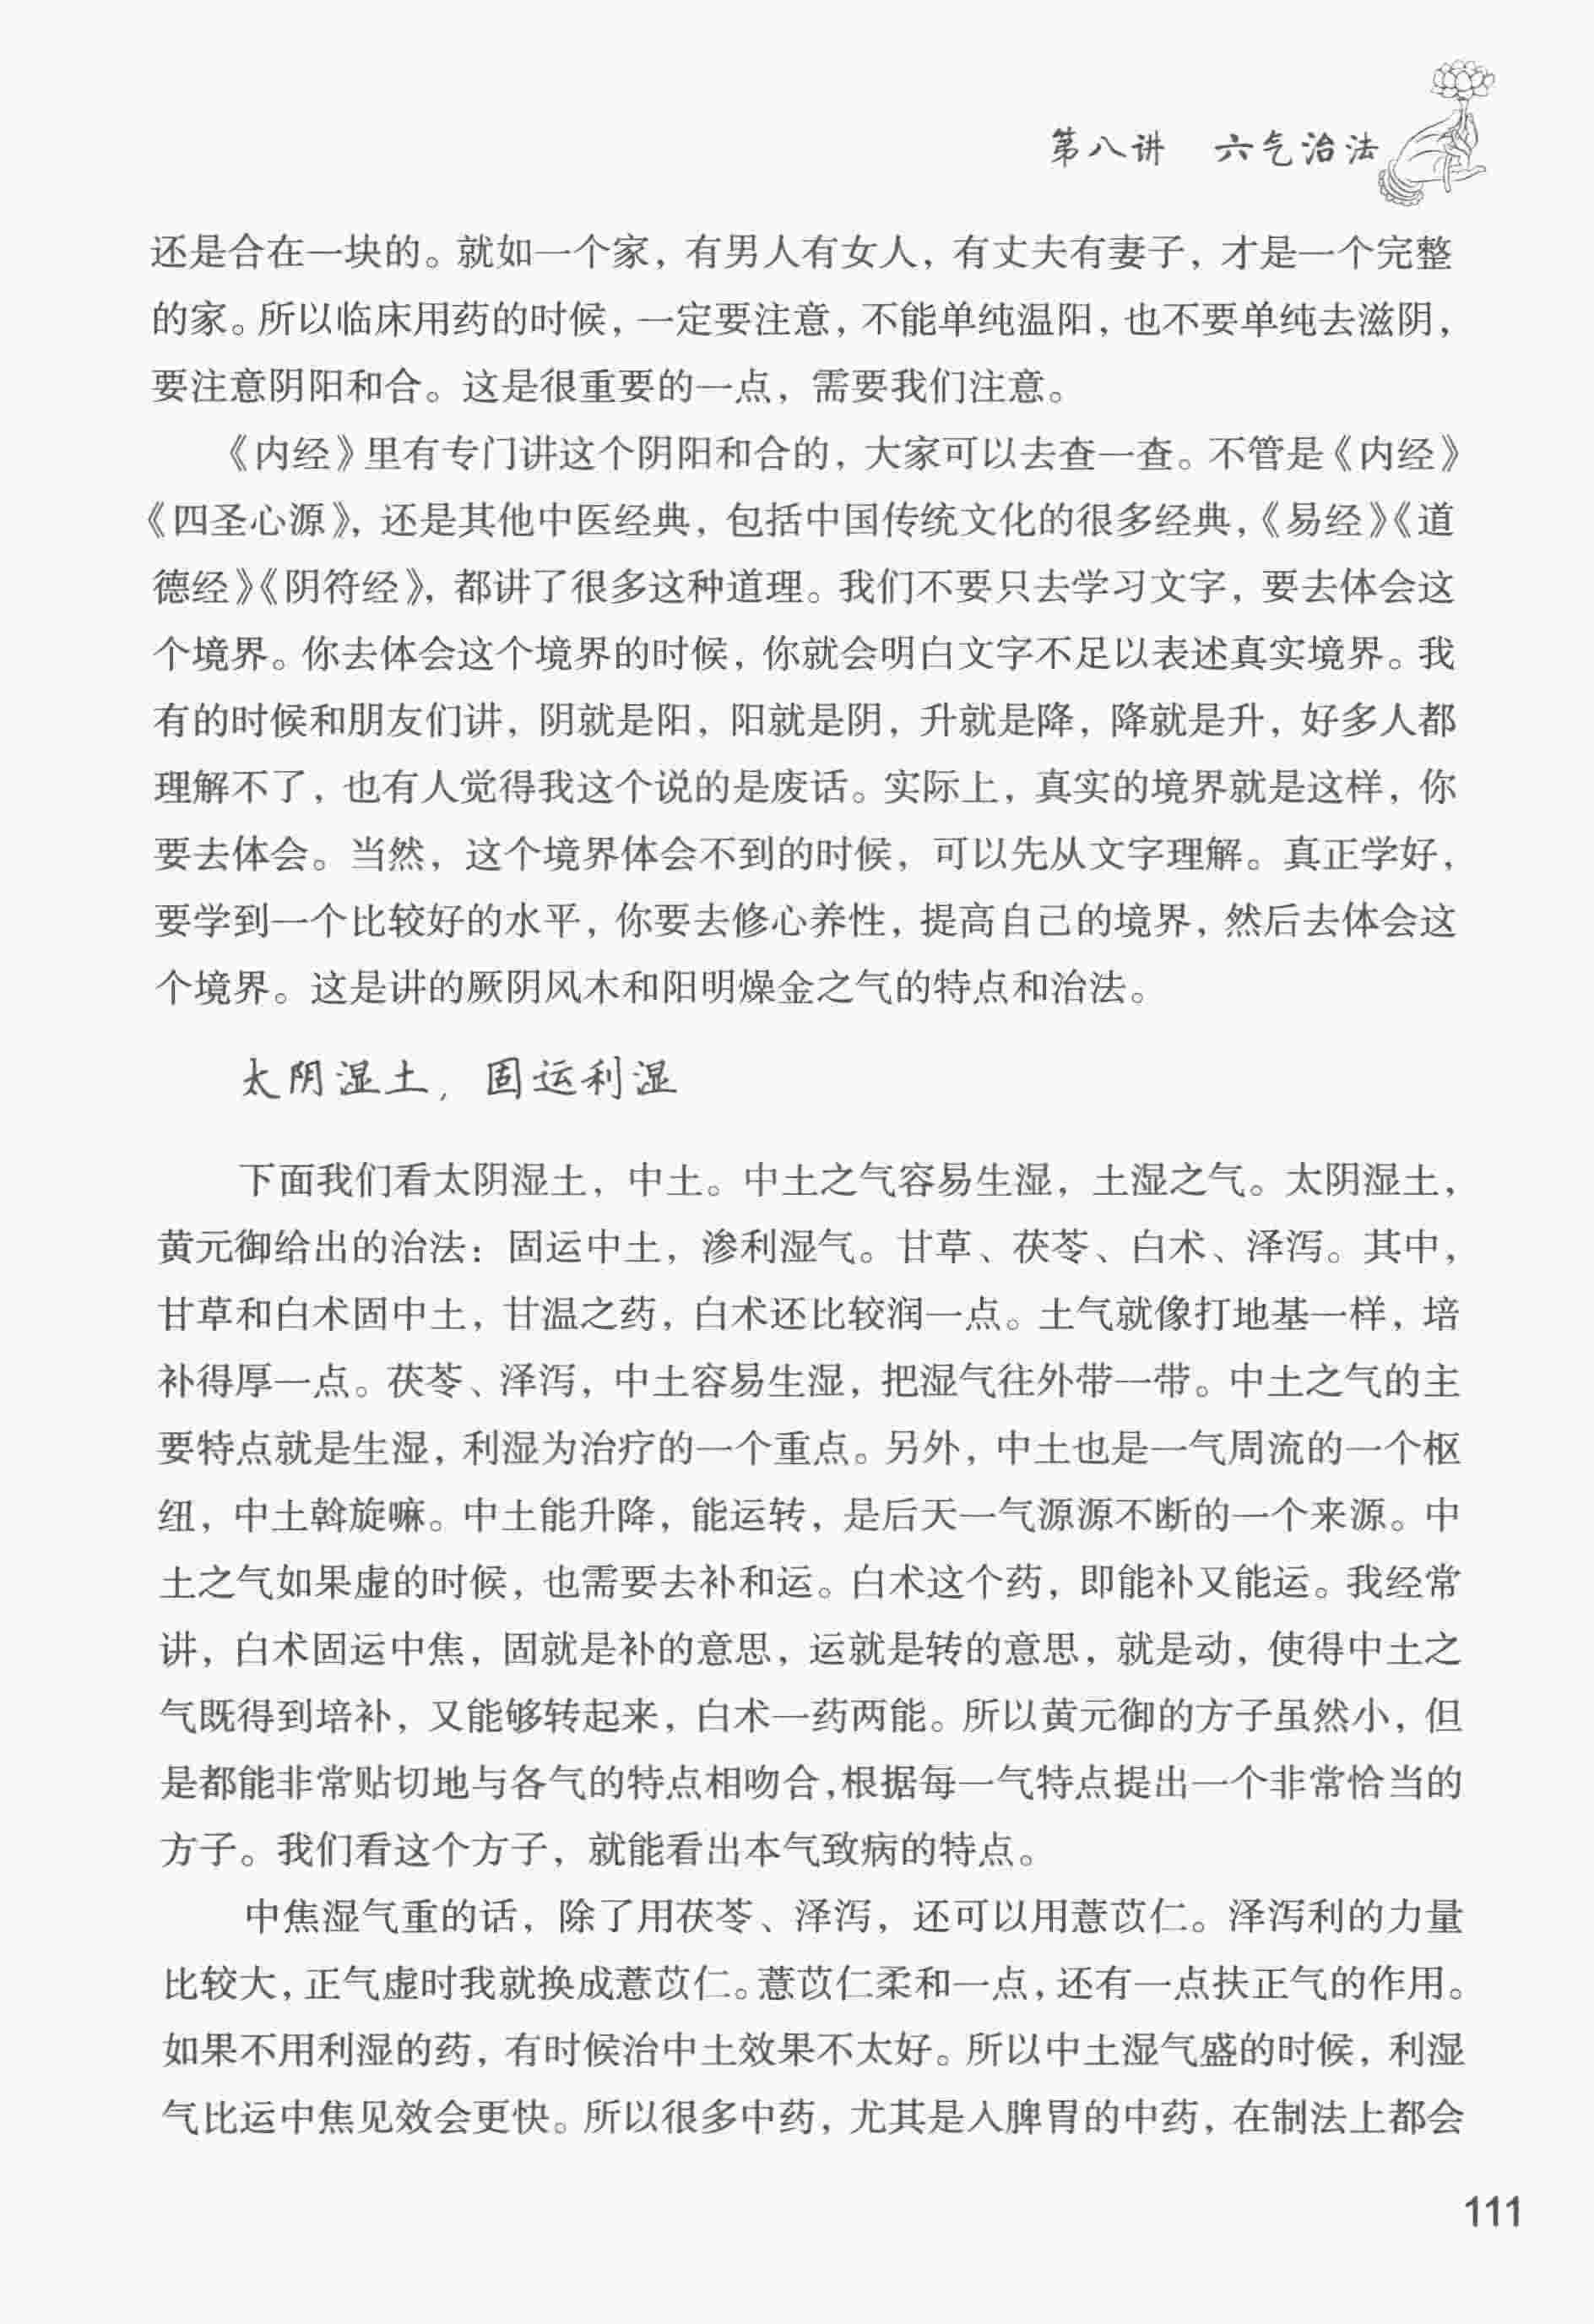 第八讲 六气治法
还是合在一块的。就如一个家，有男人有女人，有丈夫有妻子，才是一个完整
的家。所以临床用药的时候，一定要注意，不能单纯温阳，也不要单纯去滋阴，
要注意阴阳和合。这是很重要的一点，需要我们注意。
《内经》里有专门讲这个阴阳和合的，大家可以去查一查。不管是《内经》
《四圣心源》，还是其他中医经典，包括中国传统文化的很多经典，《易经》《道
德经》《阴符经》，都讲了很多这种道理。我们不要只去学习文字，要去体会这
个境界。你去体会这个境界的时候，你就会明白文字不足以表述真实境界。我
有的时候和朋友们讲，阴就是阳，阳就是阴，升就是降，降就是升，好多人都
理解不了，也有人觉得我这个说的是废话。实际上，真实的境界就是这样，你
要去体会。当然，这个境界体会不到的时候，可以先从文字理解。真正学好，
要学到一个比较好的水平，你要去修心养性，提高自己的境界，然后去体会这
个境界。这是讲的厥阴风木和阳明燥金之气的特点和治法。
太阴湿土，固运利湿
下面我们看太阴湿土，中土。中土之气容易生湿，土湿之气。太阴湿土，
黄元御给出的治法：固运中土，渗利湿气。甘草、茯苓、白术、泽泻。其中，
甘草和白术固中土，甘温之药，白术还比较润一点。土气就像打地基一样，培
补得厚一点。茯苓、泽泻，中土容易生湿，把湿气往外带一带。中土之气的主
要特点就是生湿，利湿为治疗的一个重点。另外，中土也是一气周流的一个枢
纽，中土斡旋嘛。中土能升降，能运转，是后天一气源源不断的一个来源。中
土之气如果虚的时候，也需要去补和运。白术这个药，即能补又能运。我经常
讲，白术固运中焦，固就是补的意思，运就是转的意思，就是动，使得中土之
气既得到培补，又能够转起来，白术一药两能。所以黄元御的方子虽然小，但
是都能非常贴切地与各气的特点相吻合，根据每一气特点提出一个非常恰当的
方子。我们看这个方子，就能看出本气致病的特点。
中焦湿气重的话，除了用茯苓、泽泻，还可以用薏苡仁。泽泻利的力量
比较大，正气虚时我就换成薏苡仁。薏苡仁柔和一点，还有一点扶正气的作用。
如果不用利湿的药，有时候治中土效果不太好。所以中土湿气盛的时候，利湿
气比运中焦见效会更快。所以很多中药，尤其是入脾胃的中药，在制法上都会
111